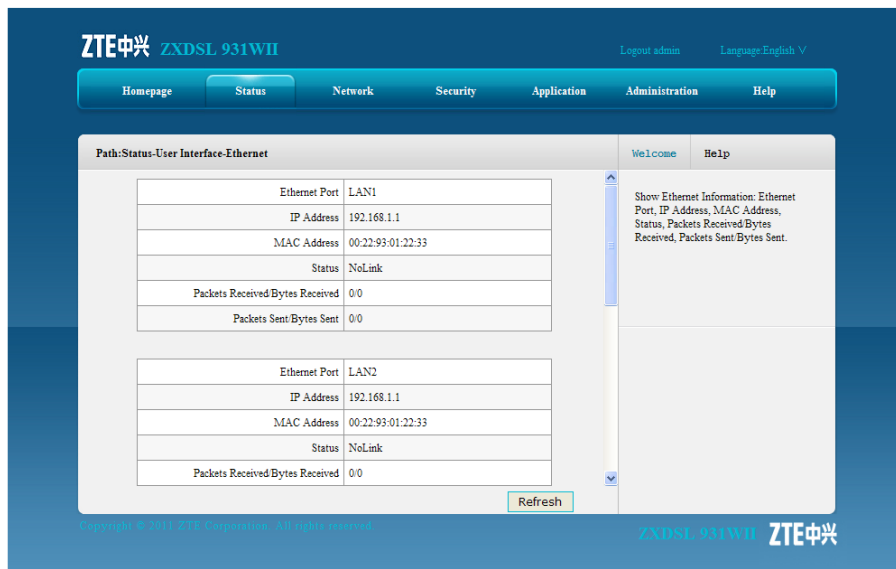 ZTE中兴 ZXDSL 931WII
Logout admin Language:English V
Homepage Status Network Security Application Administration Help
Path:Status-User Interface-Ethernet
Welcome Help
Ethernet Port LAN1
IP Address 192.168.1.1
MAC Address 00:22:93:01:22:33
Status NoLink
Packets Received/Bytes Received 0/0
Packets Sent/Bytes Sent 0/0
Ethernet Port LAN2
IP Address 192.168.1.1
MAC Address 00:22:93:01:22:33
Status NoLink
Packets Received/Bytes Received 0/0
Show Ethernet Information: Ethernet
Port, IP Address, MAC Address,
Status, Packets Received/Bytes
Received, Packets Sent/Bytes Sent.
Refresh
Copyright © 2011 ZTE Corporation. All rights reserved.
ZXDSL 931WII ZTE中兴